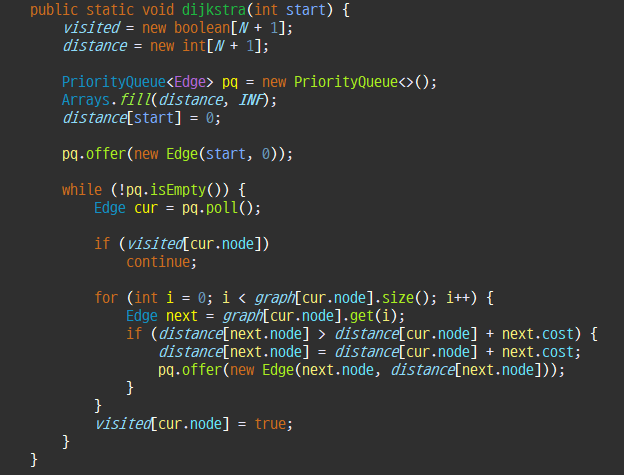 public static void dijkstra(int start) {
    visited = new boolean[N + 1];
    distance = new int[N + 1];

    PriorityQueue<Edge> pq = new PriorityQueue<>();
    Arrays.fill(distance, INF);
    distance[start] = 0;

    pq.offer(new Edge(start, 0));

    while (!pq.isEmpty()) {
        Edge cur = pq.poll();

        if (visited[cur.node])
            continue;

        for (int i = 0; i < graph[cur.node].size(); i++) {
            Edge next = graph[cur.node].get(i);
            if (distance[next.node] > distance[cur.node] + next.cost) {
                distance[next.node] = distance[cur.node] + next.cost;
                pq.offer(new Edge(next.node, distance[next.node]));
            }
        }
        visited[cur.node] = true;
    }
}